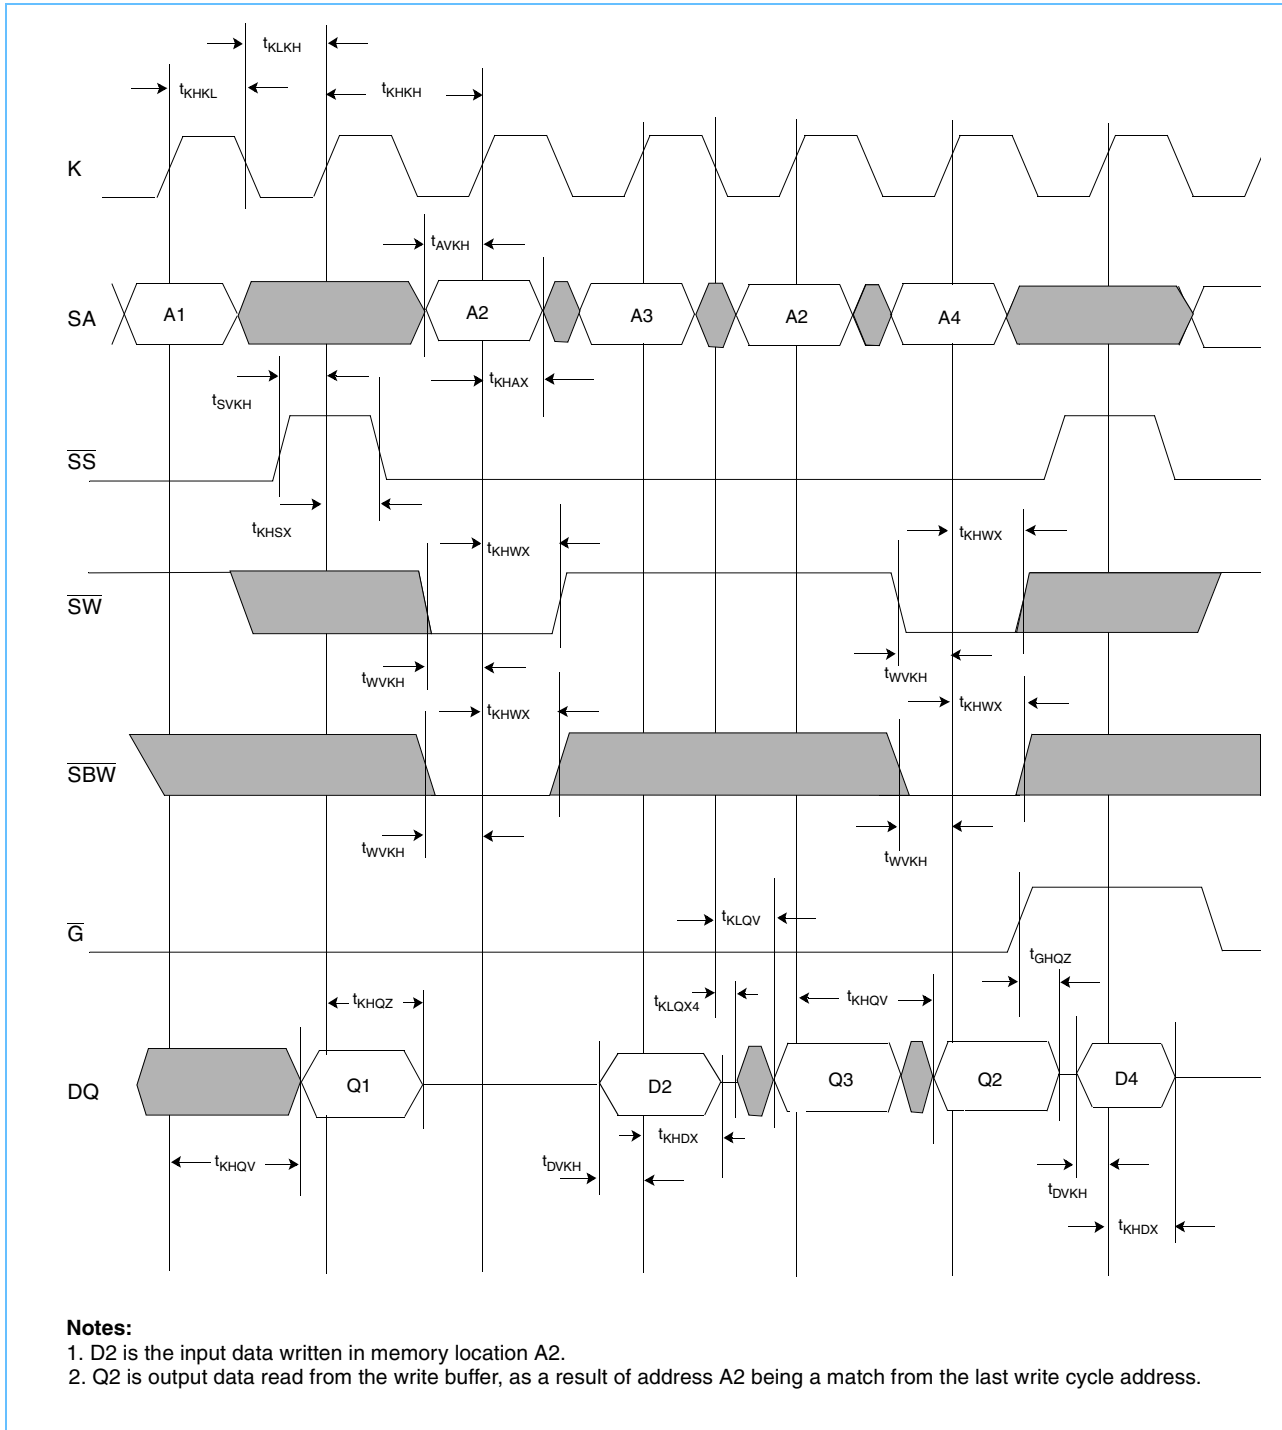 tKLKH
tKHKL
tKHKH
K
tAVKH
SA A1 A2 A3 A2 A4
tKHAX
tSVKH
SS
tKHSX
tKHWX tKHWX
SW
tWVKH tWVKH
tKHWX tKHWX
SBW
tWVKH tWVKH
tKLQV
G
tGHQZ
tKHQZ tKLQX4 tKHQV
DQ Q1 D2 Q3 Q2 D4
tKHDX
tKHQV tDVKH tDVKH
tKHDX
Notes:
1. D2 is the input data written in memory location A2.
2. Q2 is output data read from the write buffer, as a result of address A2 being a match from the last write cycle address.